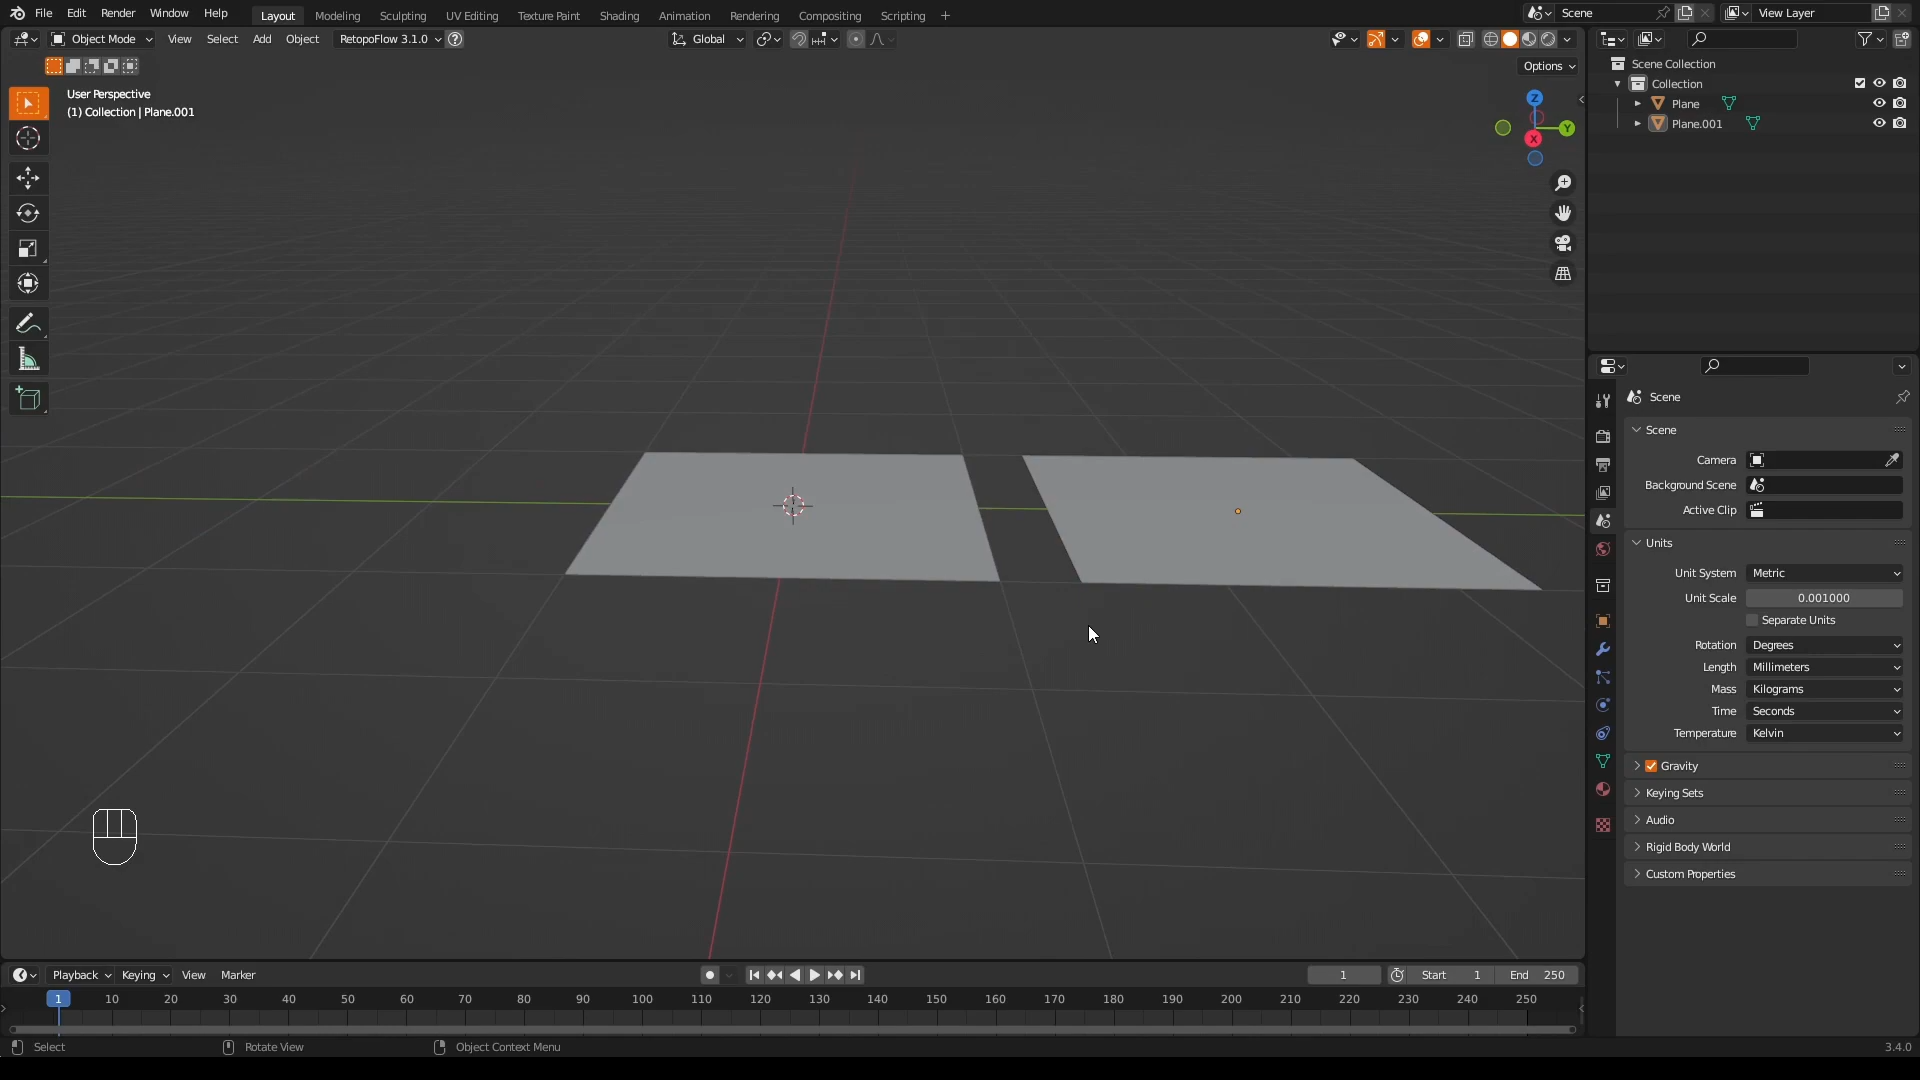 File Edit Render Window Help Layout Modeling Sculpting UV Editing Texture Paint Shading Animation Rendering Compositing Scripting + Scene View Layer
Object Mode View Select Add Object RetopoFlow 3.1.0 Global
Options
User Perspective
(1) Collection | Plane.001
Z
Y
X
Scene Collection
Collection
Plane
Plane.001
Scene
Scene
Camera
Background Scene
Active Clip
Units
Unit System Metric
Unit Scale 0.001000
Separate Units
Rotation Degrees
Length Millimeters
Mass Kilograms
Time Seconds
Temperature Kelvin
Gravity
Keying Sets
Audio
Rigid Body World
Custom Properties
Playback Keying View Marker 1 Start 1 End 250
1 10 20 30 40 50 60 70 80 90 100 110 120 130 140 150 160 170 180 190 200 210 220 230 240 250
Select Rotate View Object Context Menu 3.4.0